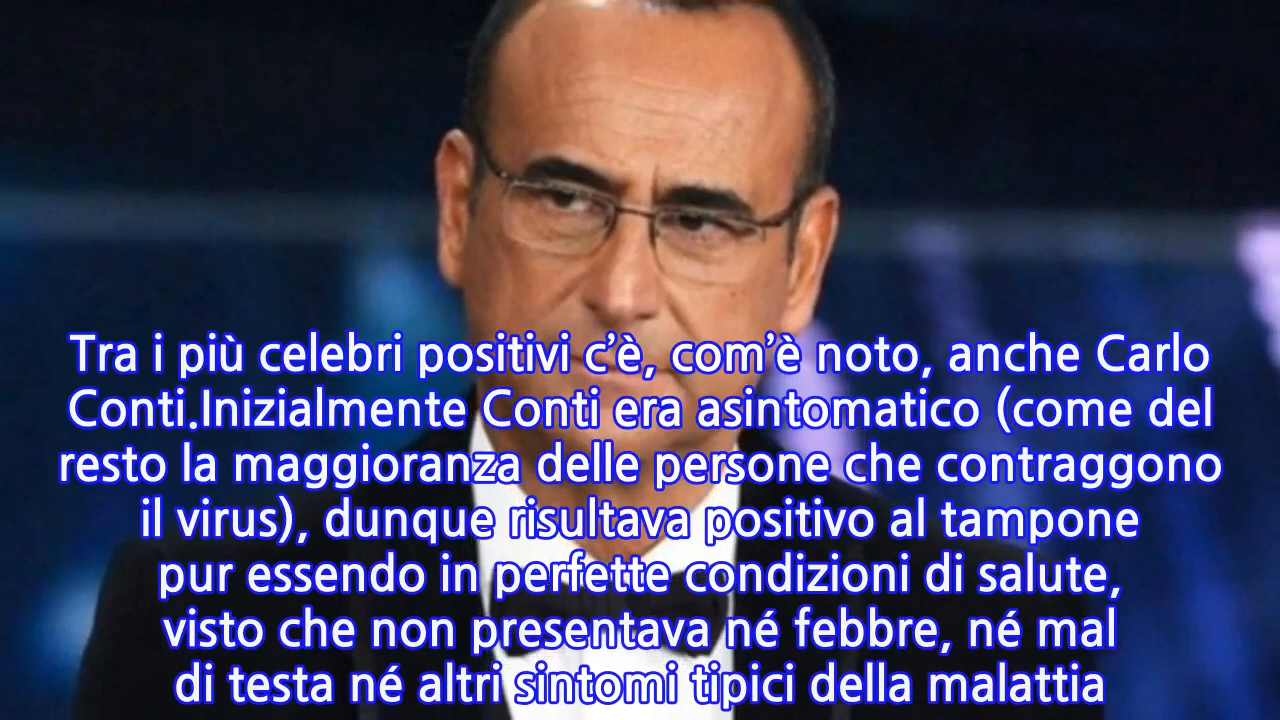 Tra i più celebri positivi c’è, com’è noto, anche Carlo
Conti.Inizialmente Conti era asintomatico (come del
resto la maggioranza delle persone che contraggono
il virus), dunque risultava positivo al tampone
pur essendo in perfette condizioni di salute,
visto che non presentava né febbre, né mal
di testa né altri sintomi tipici della malattia